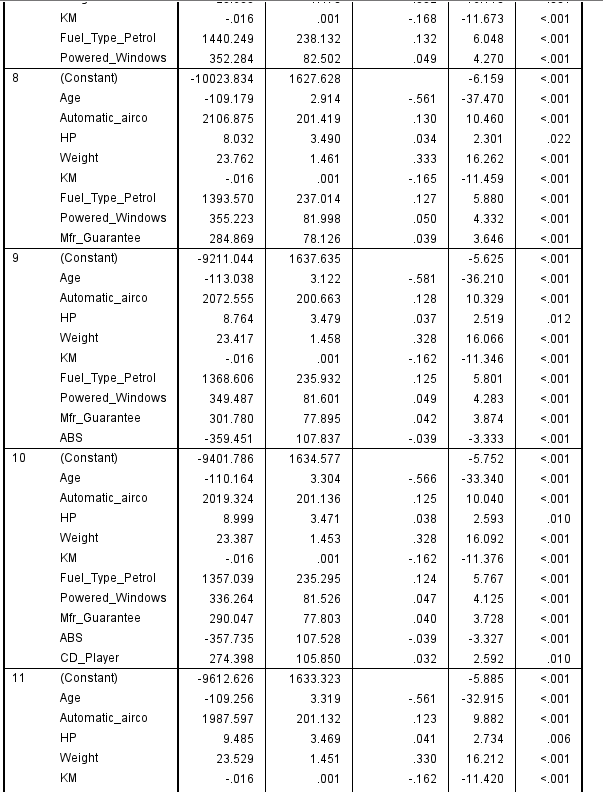 KM -.016 .001 -.168 -11.673 <.001
Fuel_Type_Petrol 1440.249 238.132 .132 6.048 <.001
Powered_Windows 352.284 82.502 .049 4.270 <.001
8 (Constant) -10023.834 1627.628 -6.159 <.001
Age -109.179 2.914 -.561 -37.470 <.001
Automatic_airco 2106.875 201.419 .130 10.460 <.001
HP 8.032 3.490 .034 2.301 .022
Weight 23.762 1.461 .333 16.262 <.001
KM -.016 .001 -.165 -11.459 <.001
Fuel_Type_Petrol 1393.570 237.014 .127 5.880 <.001
Powered_Windows 355.223 81.998 .050 4.332 <.001
Mfr_Guarantee 284.869 78.126 .039 3.646 <.001
9 (Constant) -9211.044 1637.635 -5.625 <.001
Age -113.038 3.122 -.581 -36.210 <.001
Automatic_airco 2072.555 200.663 .128 10.329 <.001
HP 8.764 3.479 .037 2.519 .012
Weight 23.417 1.458 .328 16.066 <.001
KM -.016 .001 -.162 -11.346 <.001
Fuel_Type_Petrol 1368.606 235.932 .125 5.801 <.001
Powered_Windows 349.487 81.601 .049 4.283 <.001
Mfr_Guarantee 301.780 77.895 .042 3.874 <.001
ABS -359.451 107.837 -.039 -3.333 <.001
10 (Constant) -9401.786 1634.577 -5.752 <.001
Age -110.164 3.304 -.566 -33.340 <.001
Automatic_airco 2019.324 201.136 .125 10.040 <.001
HP 8.999 3.471 .038 2.593 .010
Weight 23.387 1.453 .328 16.092 <.001
KM -.016 .001 -.162 -11.376 <.001
Fuel_Type_Petrol 1357.039 235.295 .124 5.767 <.001
Powered_Windows 336.264 81.526 .047 4.125 <.001
Mfr_Guarantee 290.047 77.803 .040 3.728 <.001
ABS -357.735 107.528 -.039 -3.327 <.001
CD_Player 274.398 105.850 .032 2.592 .010
11 (Constant) -9612.626 1633.323 -5.885 <.001
Age -109.256 3.319 -.561 -32.915 <.001
Automatic_airco 1987.597 201.132 .123 9.882 <.001
HP 9.485 3.469 .041 2.734 .006
Weight 23.529 1.451 .330 16.212 <.001
KM -.016 .001 -.162 -11.420 <.001